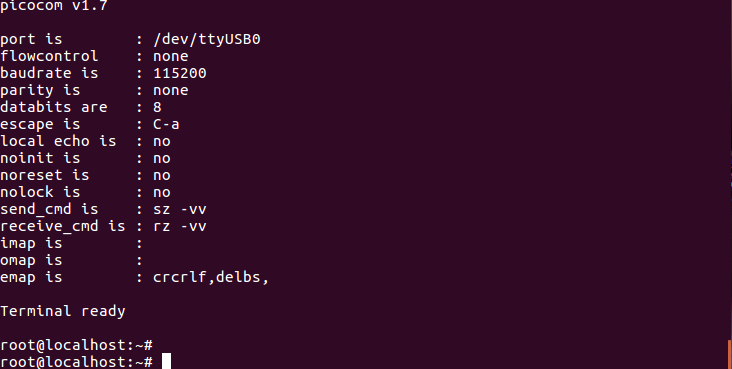 picocom v1.7
port is           : /dev/ttyUSB0
flowcontrol    : none
baudrate is    : 115200
parity is        : none
databits are   : 8
escape is       : C-a
local echo is  : no
noinit is        : no
noreset is      : no
nolock is       : no
send_cmd is    : sz -vv
receive_cmd is : rz -vv
imap is         :
omap is         :
emap is         : crcrlf,delbs,
Terminal ready
root@localhost:~#
root@localhost:~#